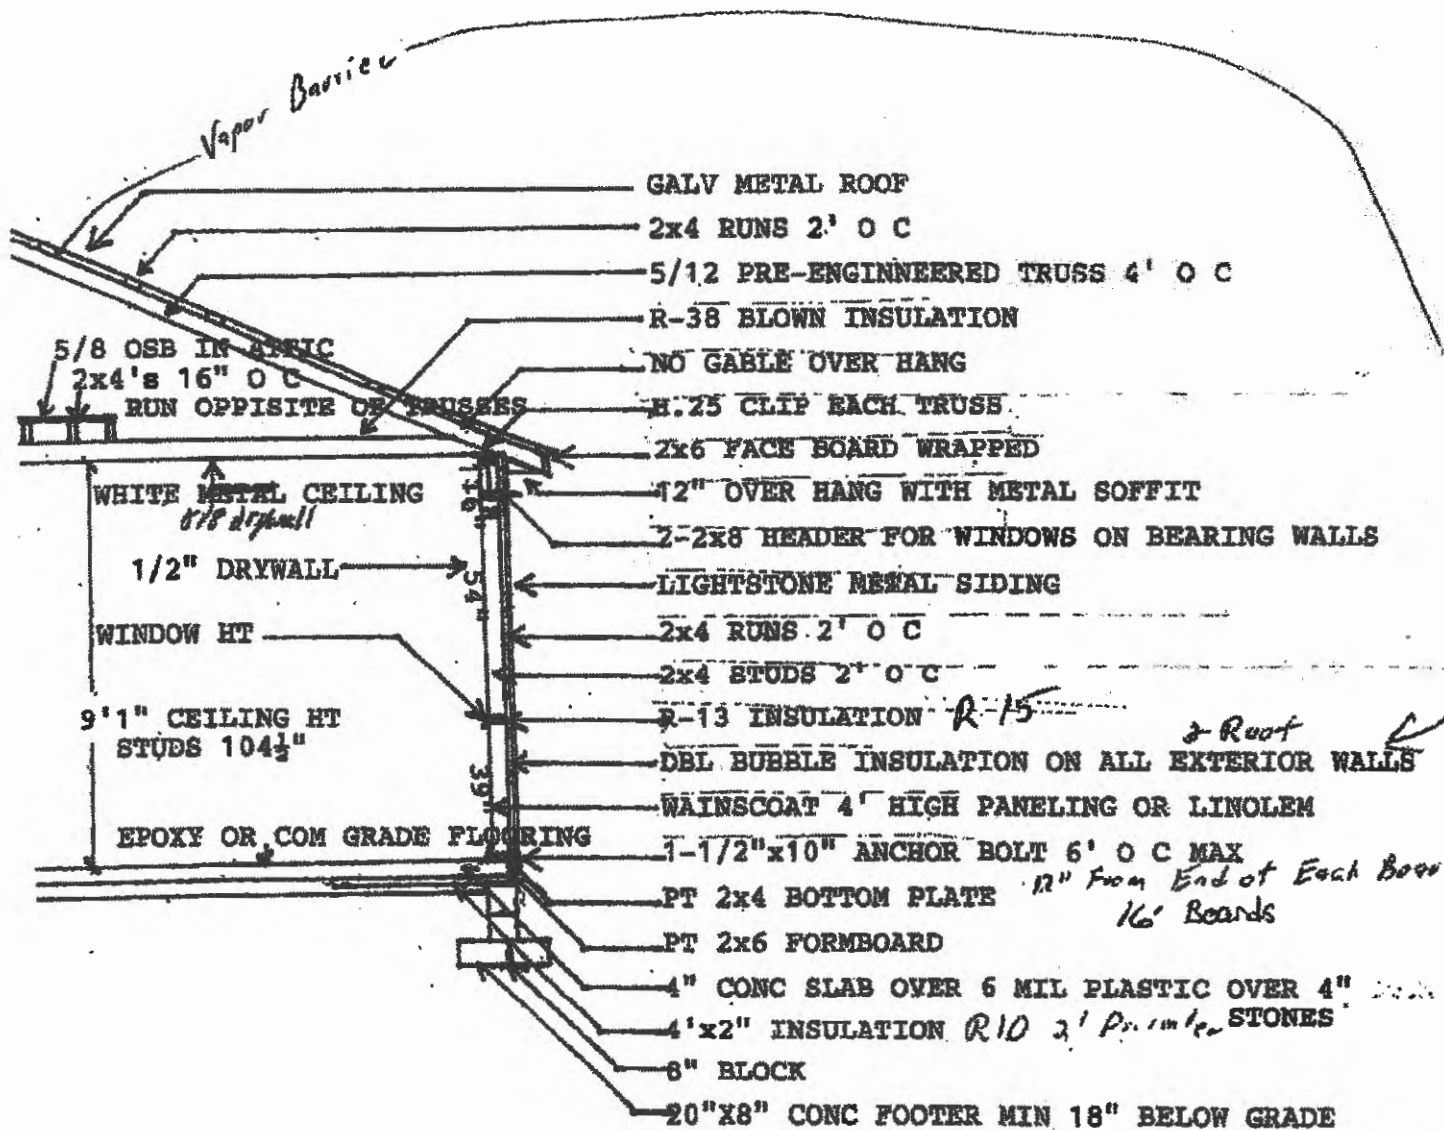 Vapor Barrier
GALV METAL ROOF
2x4 RUNS 2' O C
5/12 PRE-ENGINNEERED TRUSS 4' O C
R-38 BLOWN INSULATION
NO GABLE OVER HANG
H.25 CLIP EACH TRUSS
2x6 FACE BOARD WRAPPED
12" OVER HANG WITH METAL SOFFIT
2-2x8 HEADER FOR WINDOWS ON BEARING WALLS
LIGHTSTONE METAL SIDING
2x4 RUNS 2' O C
2x4 STUDS 2' O C
R-13 INSULATION R 15
DBL BUBBLE INSULATION ON ALL EXTERIOR WALLS
WAINSCOAT 4' HIGH PANELING OR LINOLEM
1-1/2"x10" ANCHOR BOLT 6' O C MAX
12" From End of Each
PT 2x4 BOTTOM PLATE
16' Boards
PT 2x6 FORMBOARD
4" CONC SLAB OVER 6 MIL PLASTIC OVER 4"
STONES
4'x2" INSULATION R10 2'
8" BLOCK
20"X8" CONC FOOTER MIN 18" BELOW GRADE
5/8 OSB IN ATTIC
2x4's 16" O C
RUN OPPISITE OF TRUSSES
WHITE METAL CEILING
5/8 drywall
1/2" DRYWALL
WINDOW HT
9'1" CEILING HT
STUDS 104½"
EPOXY OR COM GRADE FLOORING
54"
39"